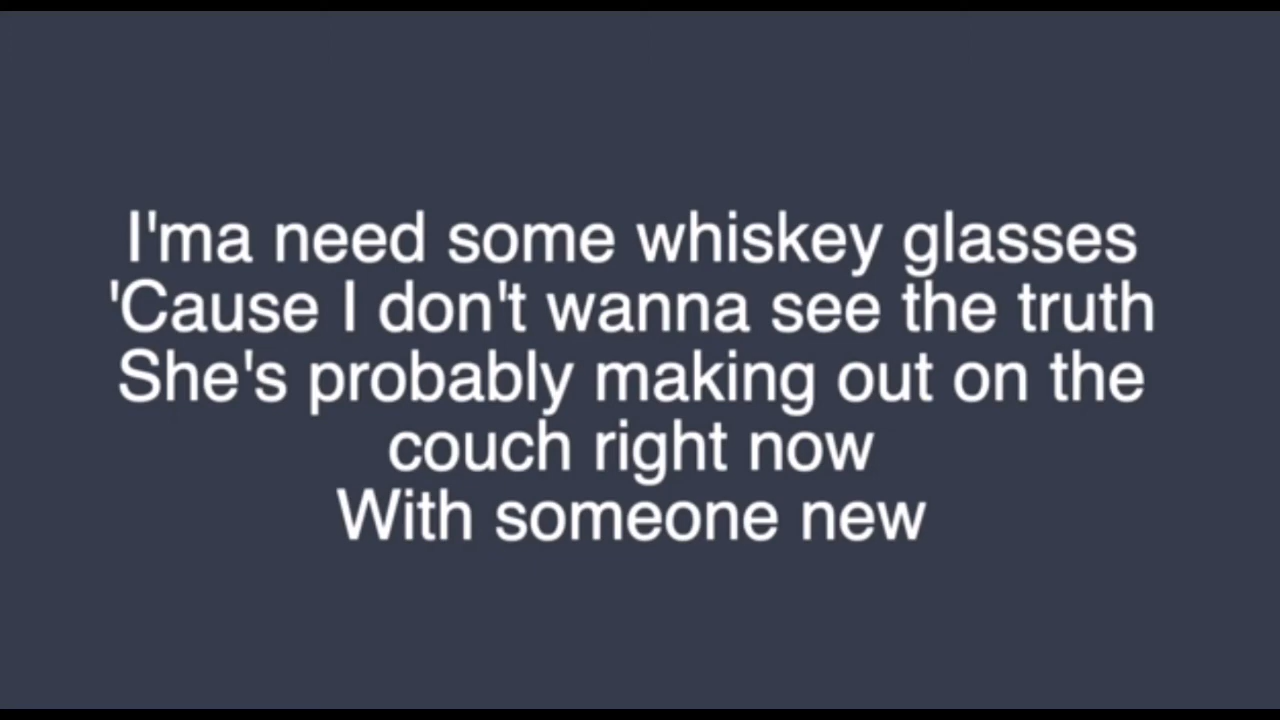 I'ma need some whiskey glasses
'Cause I don't wanna see the truth
She's probably making out on the
couch right now
With someone new